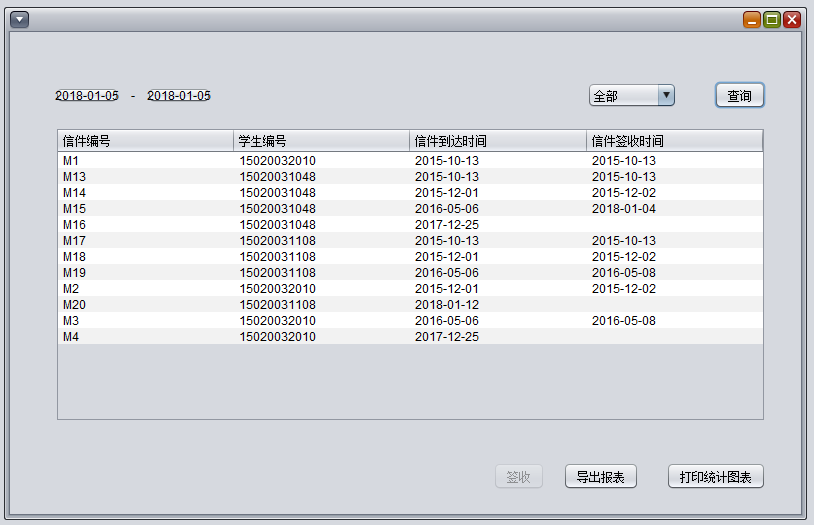 2018-01-05 - 2018-01-05 全部 查询
信件编号 学生编号 信件到达时间 信件签收时间
M1 15020032010 2015-10-13 2015-10-13
M13 15020031048 2015-10-13 2015-10-13
M14 15020031048 2015-12-01 2015-12-02
M15 15020031048 2016-05-06 2018-01-04
M16 15020031048 2017-12-25
M17 15020031108 2015-10-13 2015-10-13
M18 15020031108 2015-12-01 2015-12-02
M19 15020031108 2016-05-06 2016-05-08
M2 15020032010 2015-12-01 2015-12-02
M20 15020031108 2018-01-12
M3 15020032010 2016-05-06 2016-05-08
M4 15020032010 2017-12-25
签收 导出报表 打印统计图表